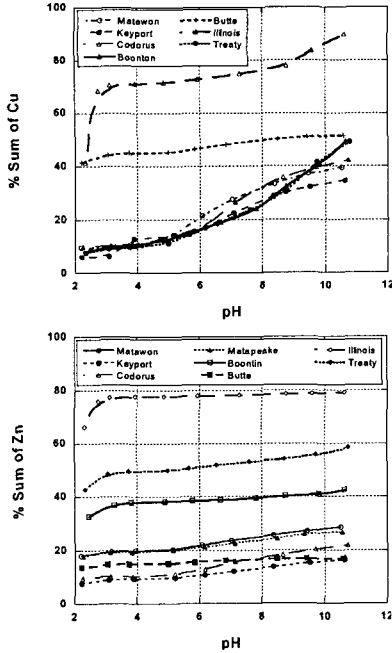 Matawon
Butte
Keyport
Illinois
Codorus
Treaty
Boonton
100
80
60
40
20
0
% Sum of Cu
2 4 6 8 10 12
pH
Matawon
Matapeake
Illinois
Keyport
Boontin
Treaty
Codorus
Butte
100
80
60
40
20
0
% Sum of Zn
2 4 6 8 10 12
pH